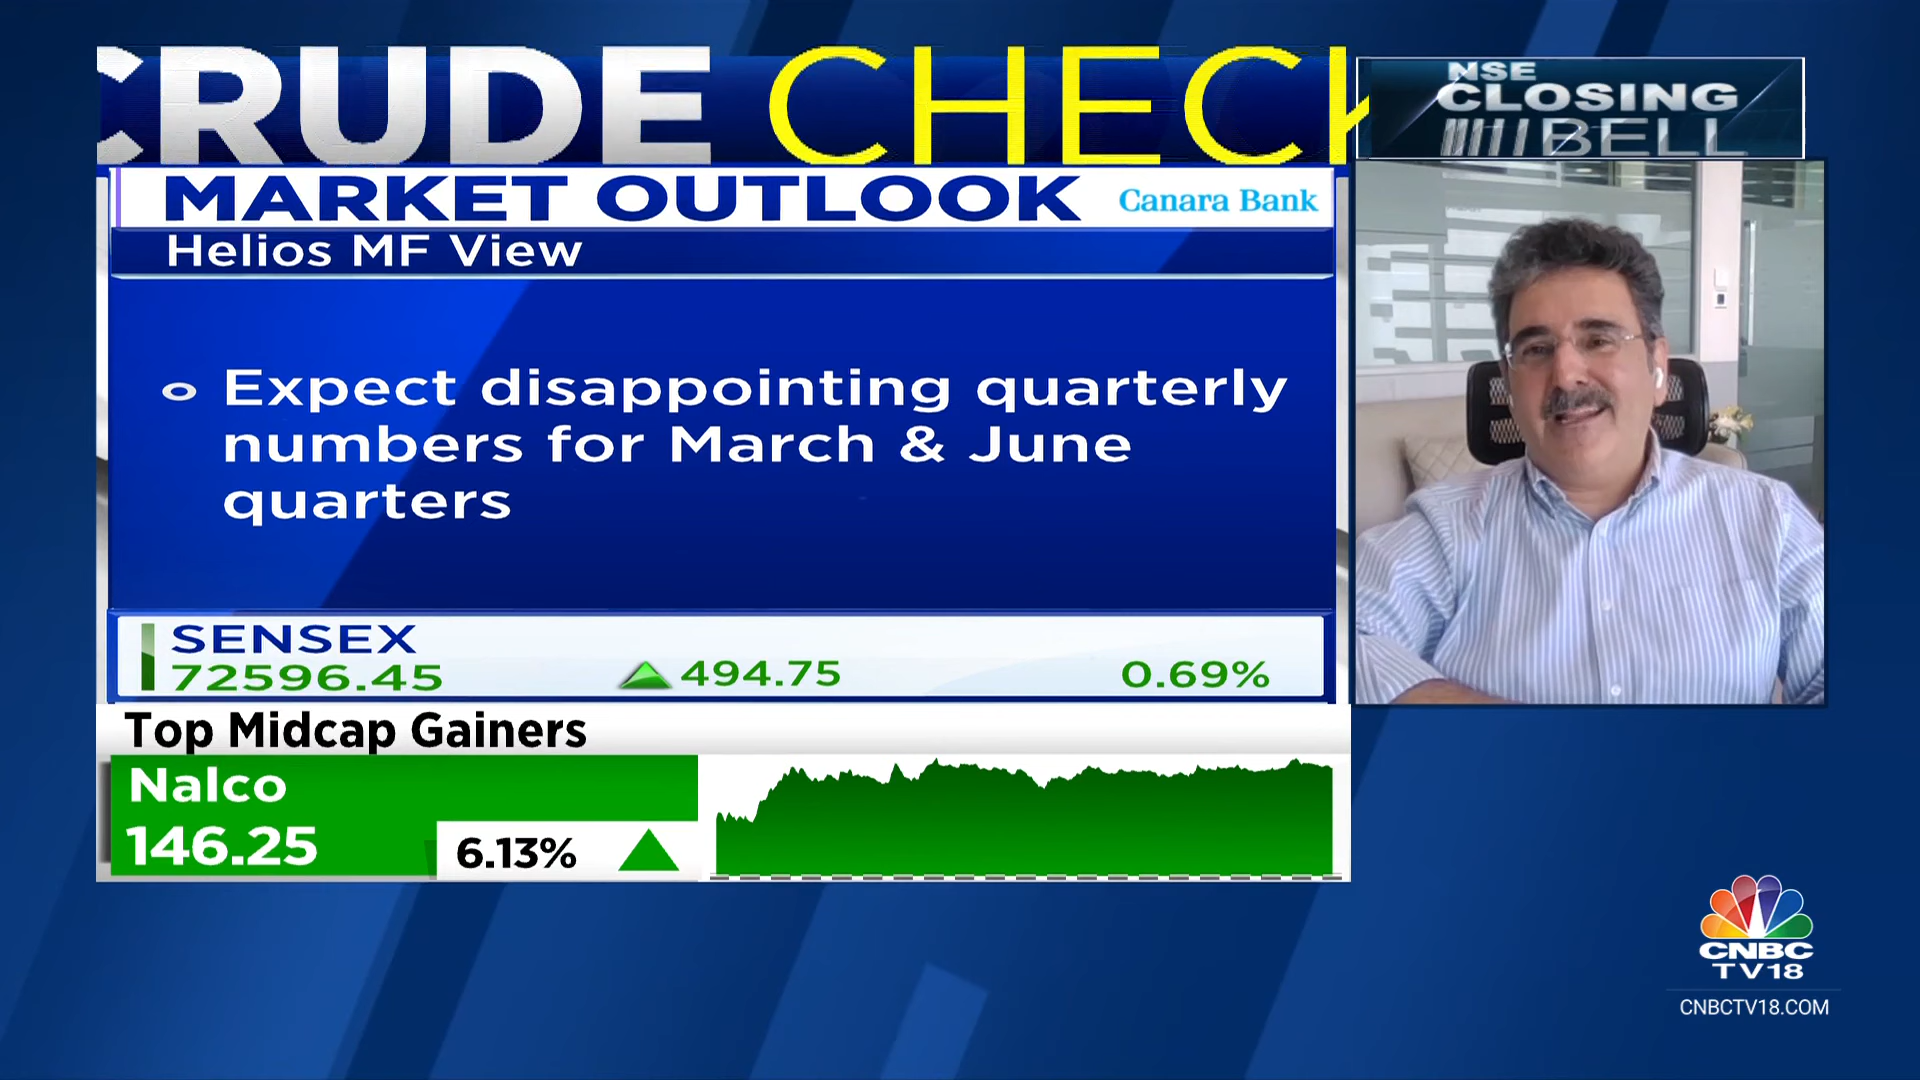 CRUDE CHECK
NSE
CLOSING
BELL
MARKET OUTLOOK Canara Bank
Helios MF View
Expect disappointing quarterly
numbers for March & June
quarters
SENSEX
72596.45 494.75 0.69%
Top Midcap Gainers
Nalco
146.25
6.13%
CNBC
TV18
CNBCTV18.COM